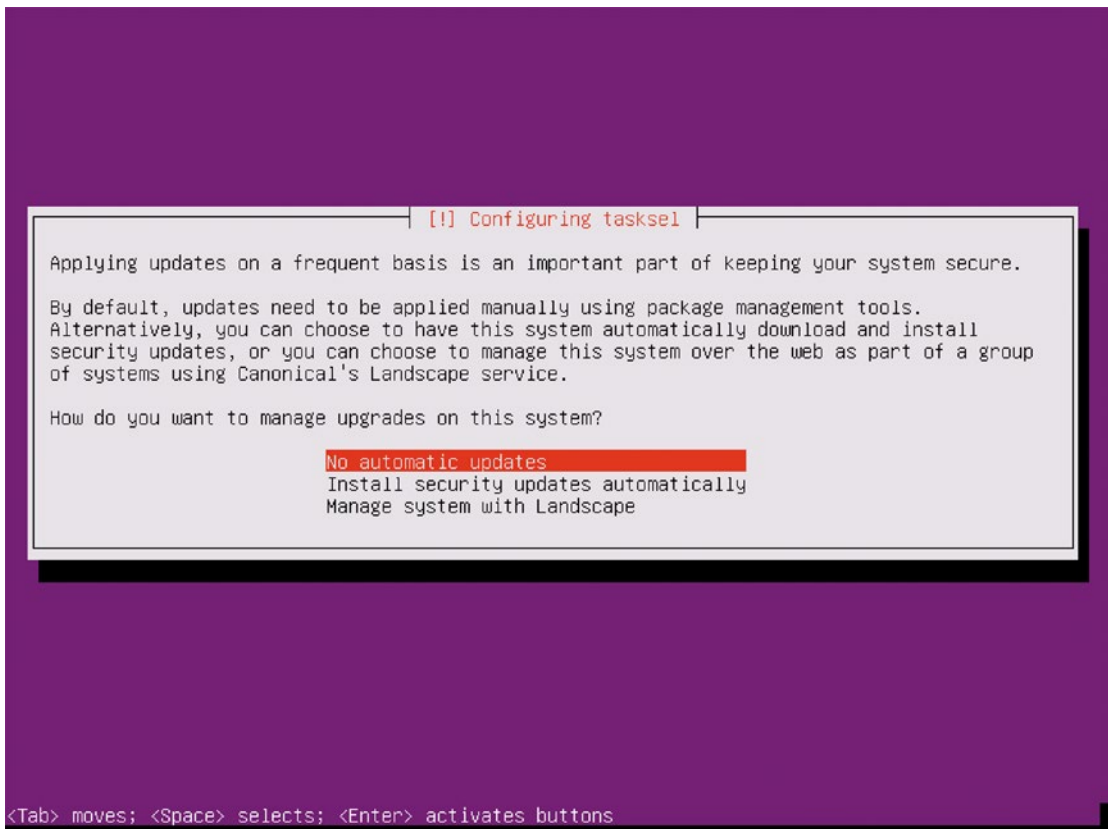 [!] Configuring tasksel
Applying updates on a frequent basis is an important part of keeping your system secure.
By default, updates need to be applied manually using package management tools.
Alternatively, you can choose to have this system automatically download and install
security updates, or you can choose to manage this system over the web as part of a group
of systems using Canonical's Landscape service.
How do you want to manage upgrades on this system?
No automatic updates
Install security updates automatically
Manage system with Landscape
<Tab> moves; <Space> selects; <Enter> activates buttons